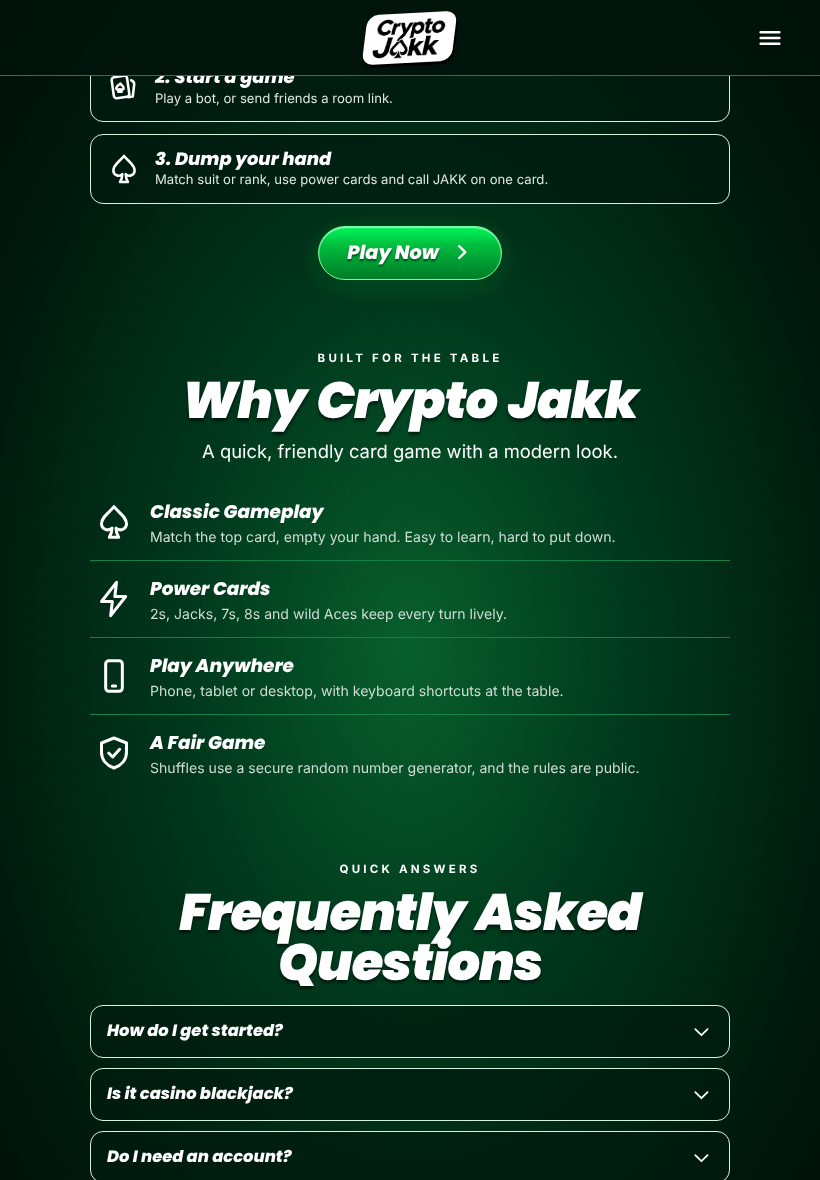 Crypto
Jakk
2. Start a game
Play a bot, or send friends a room link.
3. Dump your hand
Match suit or rank, use power cards and call JAKK on one card.
Play Now
BUILT FOR THE TABLE
Why Crypto Jakk
A quick, friendly card game with a modern look.
Classic Gameplay
Match the top card, empty your hand. Easy to learn, hard to put down.
Power Cards
2s, Jacks, 7s, 8s and wild Aces keep every turn lively.
Play Anywhere
Phone, tablet or desktop, with keyboard shortcuts at the table.
A Fair Game
Shuffles use a secure random number generator, and the rules are public.
QUICK ANSWERS
Frequently Asked
Questions
How do I get started?
Is it casino blackjack?
Do I need an account?